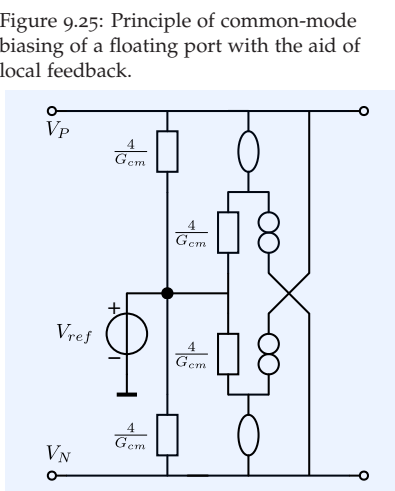 Figure 9.25: Principle of common-mode
biasing of a floating port with the aid of
local feedback.
V_P
4/G_cm
4/G_cm
+
V_ref
−
4/G_cm
4/G_cm
V_N